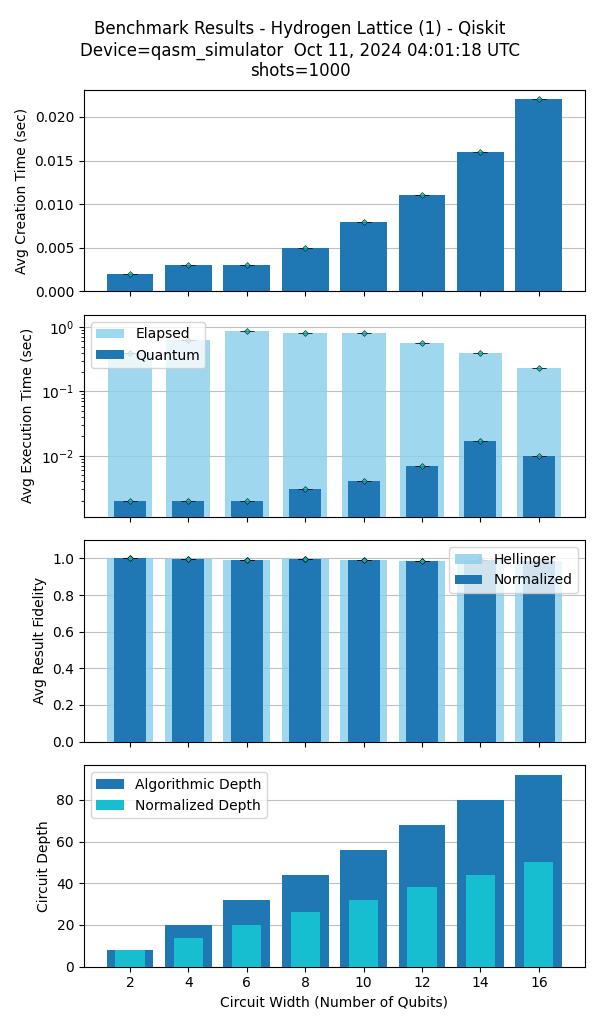 Benchmark Results - Hydrogen Lattice (1) - Qiskit
Device=qasm_simulator  Oct 11, 2024 04:01:18 UTC
shots=1000
Avg Creation Time (sec)
0.020
0.015
0.010
0.005
0.000
Avg Execution Time (sec)
10⁰
10⁻¹
10⁻²
Elapsed
Quantum
Avg Result Fidelity
1.0
0.8
0.6
0.4
0.2
0.0
Hellinger
Normalized
Circuit Depth
80
60
40
20
0
Algorithmic Depth
Normalized Depth
2 4 6 8 10 12 14 16
Circuit Width (Number of Qubits)